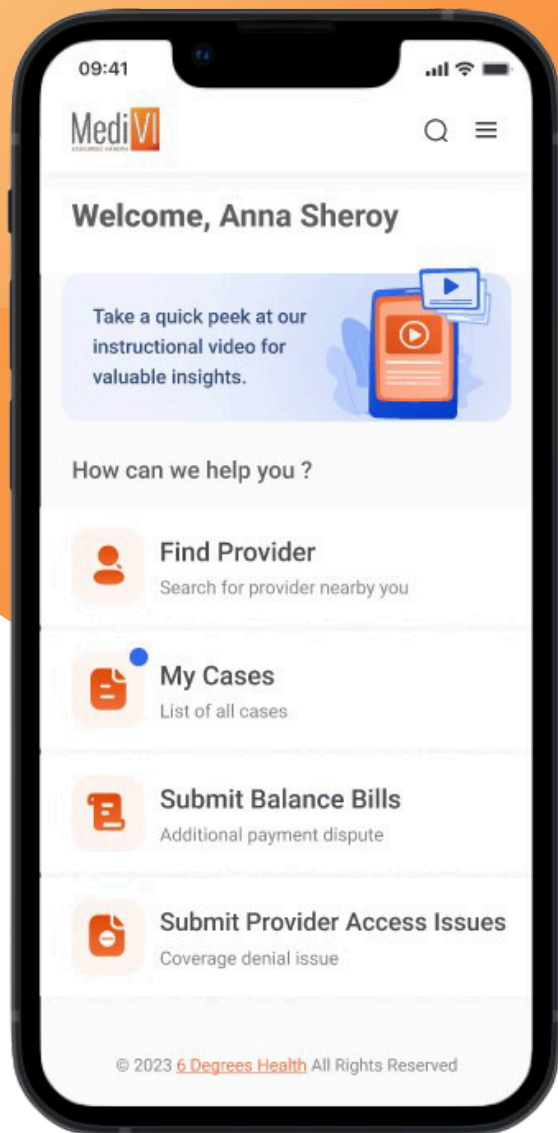 09:41
MediVI
Welcome, Anna Sheroy
Take a quick peek at our
instructional video for
valuable insights.
How can we help you ?
Find Provider
Search for provider nearby you
My Cases
List of all cases
Submit Balance Bills
Additional payment dispute
Submit Provider Access Issues
Coverage denial issue
© 2023 6 Degrees Health All Rights Reserved